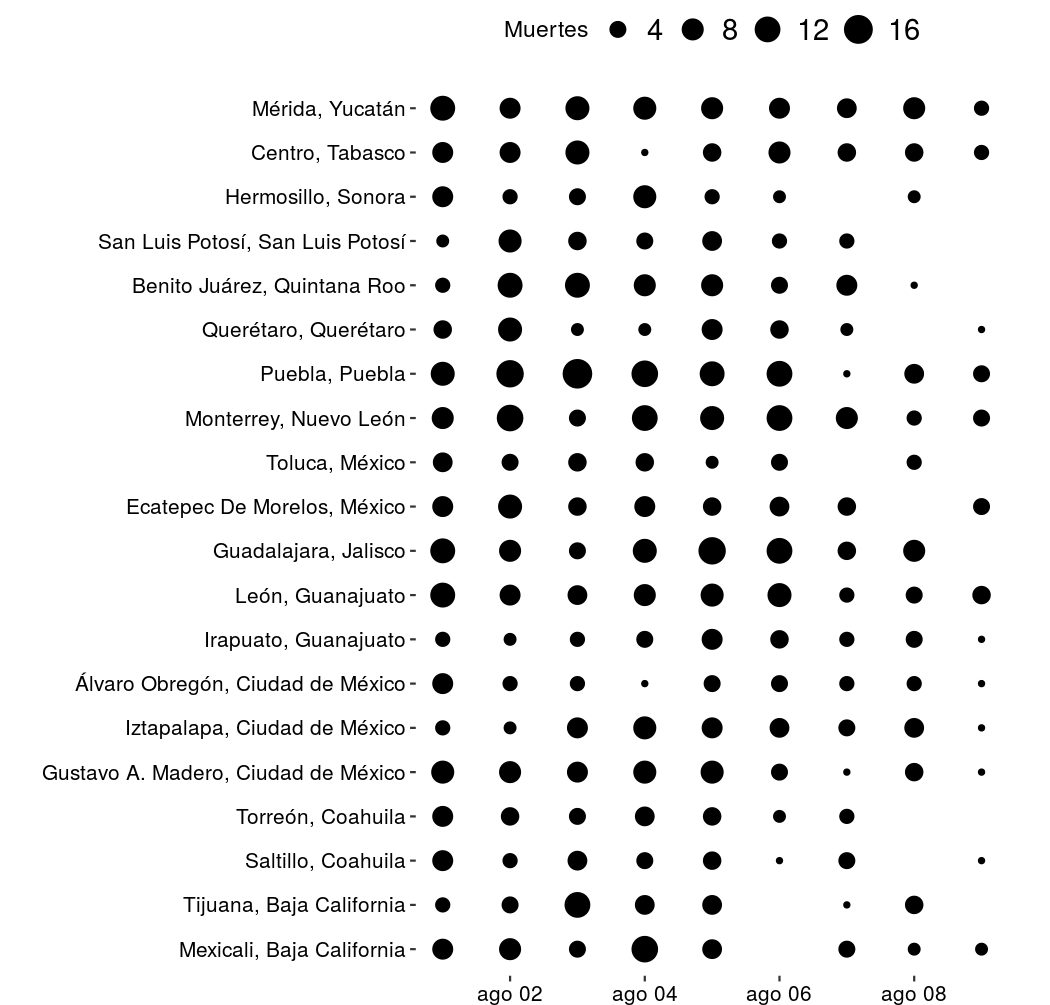 Muertes 4 8 12 16
Mérida, Yucatán
Centro, Tabasco
Hermosillo, Sonora
San Luis Potosí, San Luis Potosí
Benito Juárez, Quintana Roo
Querétaro, Querétaro
Puebla, Puebla
Monterrey, Nuevo León
Toluca, México
Ecatepec De Morelos, México
Guadalajara, Jalisco
León, Guanajuato
Irapuato, Guanajuato
Álvaro Obregón, Ciudad de México
Iztapalapa, Ciudad de México
Gustavo A. Madero, Ciudad de México
Torreón, Coahuila
Saltillo, Coahuila
Tijuana, Baja California
Mexicali, Baja California
ago 02 ago 04 ago 06 ago 08